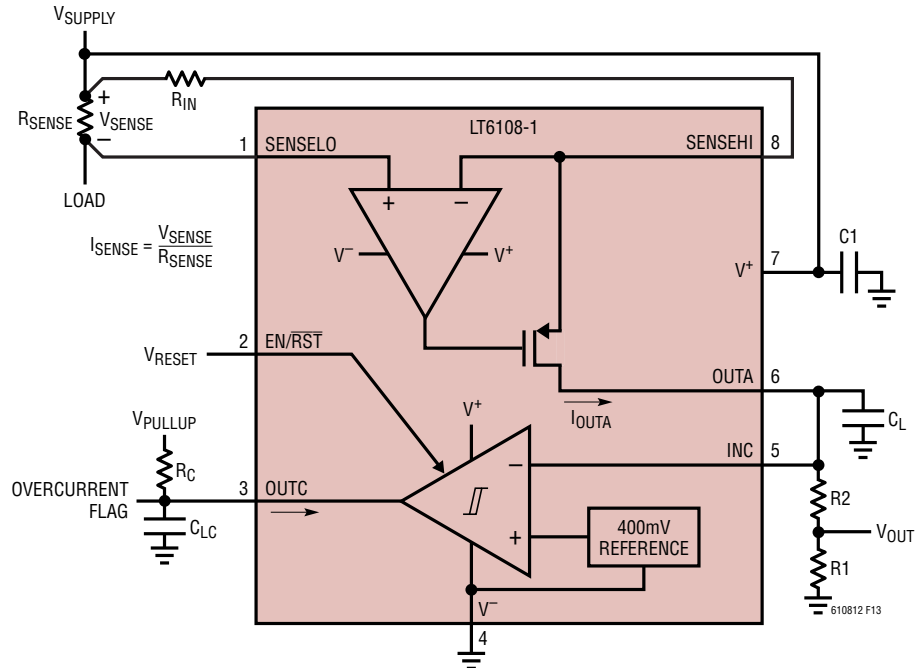 VSUPPLY
RIN
+
RSENSE VSENSE
−
LOAD
ISENSE = VSENSE
RSENSE
LT6108-1
1 SENSELO
SENSEHI 8
+ −
V− V+
C1
7
V+
2 EN/RST
VRESET
OUTA 6
IOUTA
CL
VPULLUP
V+
RC
INC 5
−
3 OUTC
OVERCURRENT
FLAG
CLC
R2
+
400mV
REFERENCE
VOUT
R1
V−
4
610812 F13